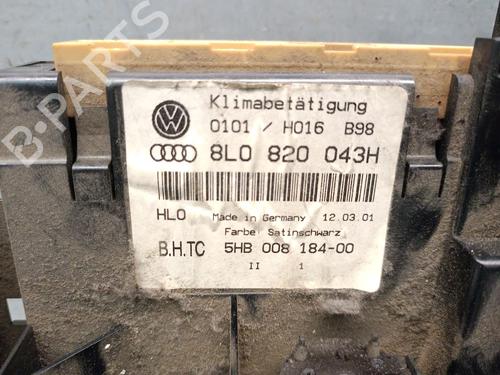 Klimabetätigung
0101 / H016 B98
8L0 820 043H
HLO Made in Germany 12.03.01
Farbe: Satinschwarz
B.H.TC 5HB 008 184-00
II 1
B-PARTS